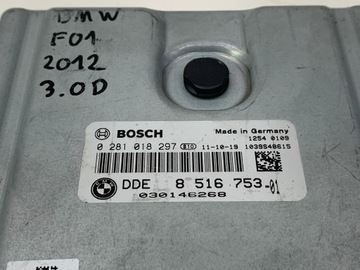 BMW
F01
2012
3.0D
BOSCH
Made in Germany
1254 0109
0 281 018 297 11-10-19 1039S48615
DDE 8 516 753-01
030146268